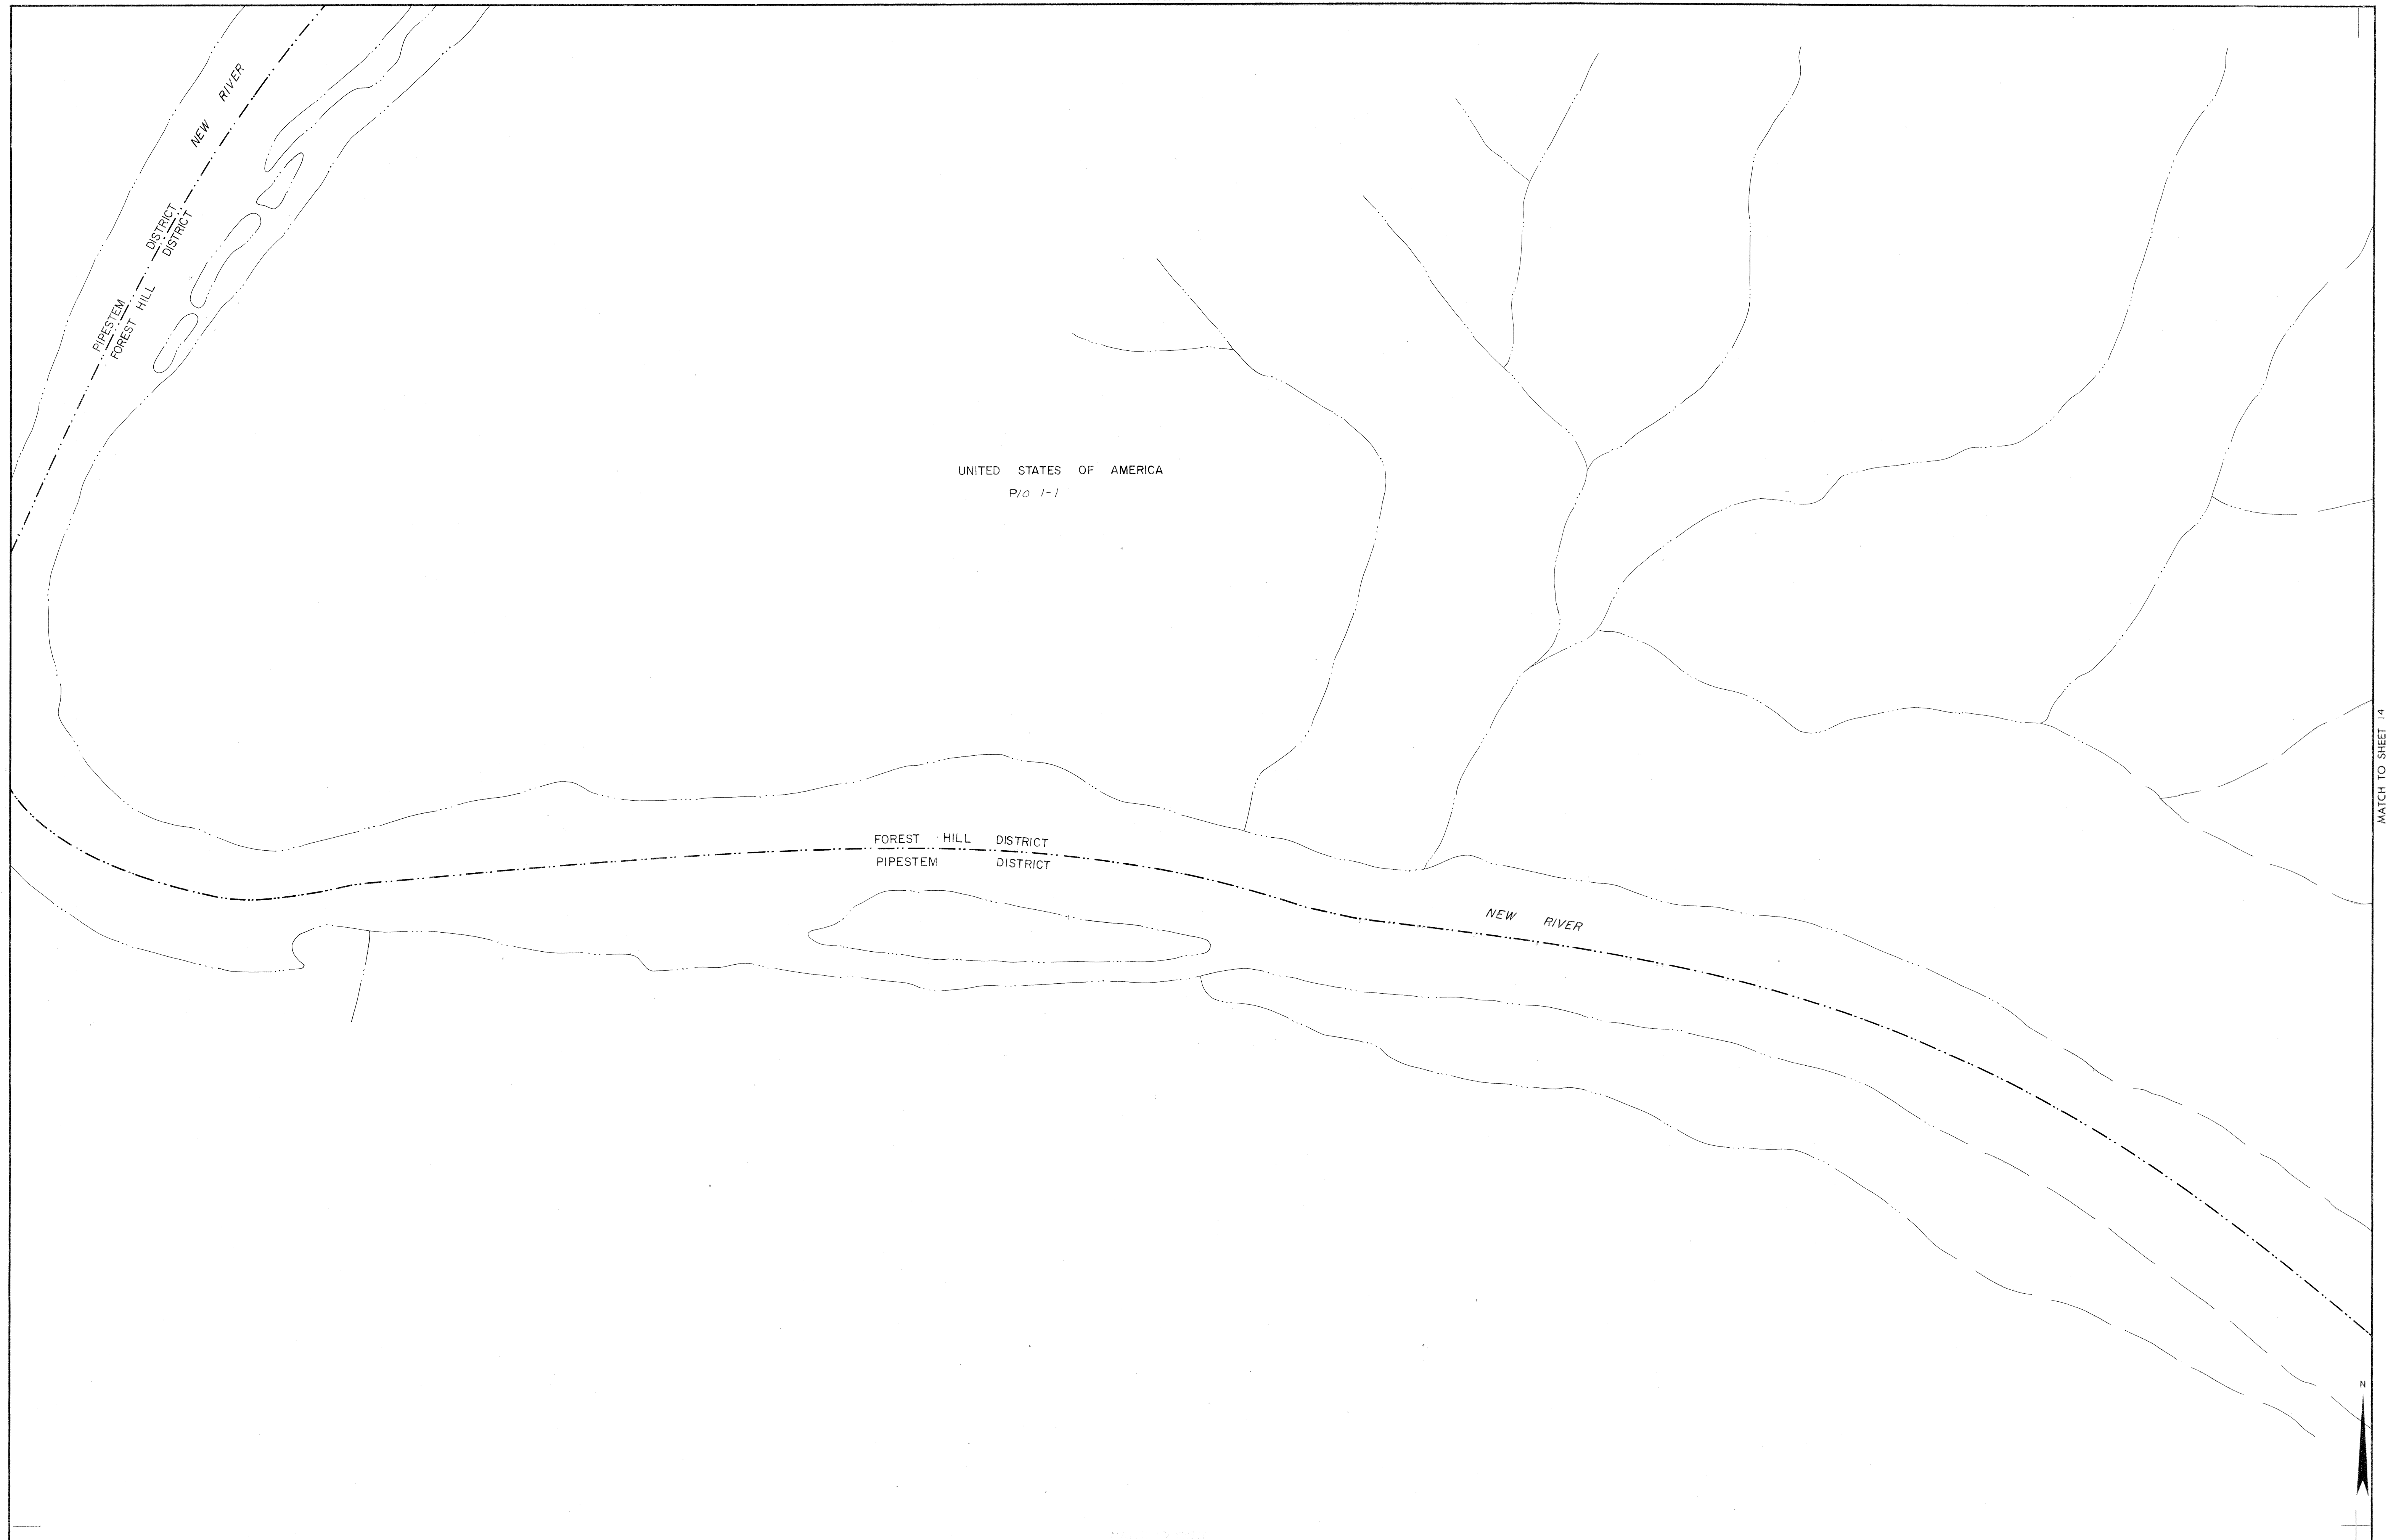 NEW RIVER
PIPESTEM DISTRICT
FOREST HILL DISTRICT
UNITED STATES OF AMERICA
P/O 1-1
FOREST HILL DISTRICT
PIPESTEM DISTRICT
NEW RIVER
MATCH TO SHEET 14
N